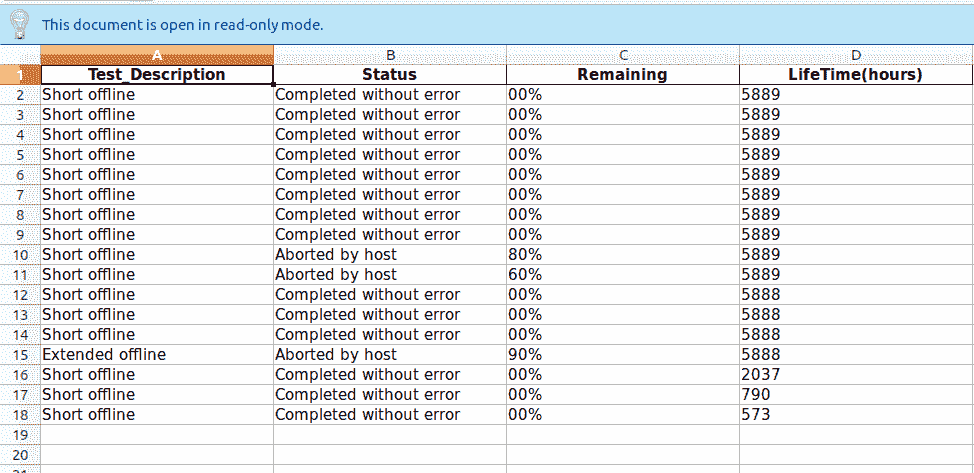 This document is open in read-only mode.
A B C D
1 Test_Description Status Remaining LifeTime(hours)
2 Short offline Completed without error 00% 5889
3 Short offline Completed without error 00% 5889
4 Short offline Completed without error 00% 5889
5 Short offline Completed without error 00% 5889
6 Short offline Completed without error 00% 5889
7 Short offline Completed without error 00% 5889
8 Short offline Completed without error 00% 5889
9 Short offline Completed without error 00% 5889
10 Short offline Aborted by host 80% 5889
11 Short offline Aborted by host 60% 5889
12 Short offline Completed without error 00% 5888
13 Short offline Completed without error 00% 5888
14 Short offline Completed without error 00% 5888
15 Extended offline Aborted by host 90% 5888
16 Short offline Completed without error 00% 2037
17 Short offline Completed without error 00% 790
18 Short offline Completed without error 00% 573
19
20